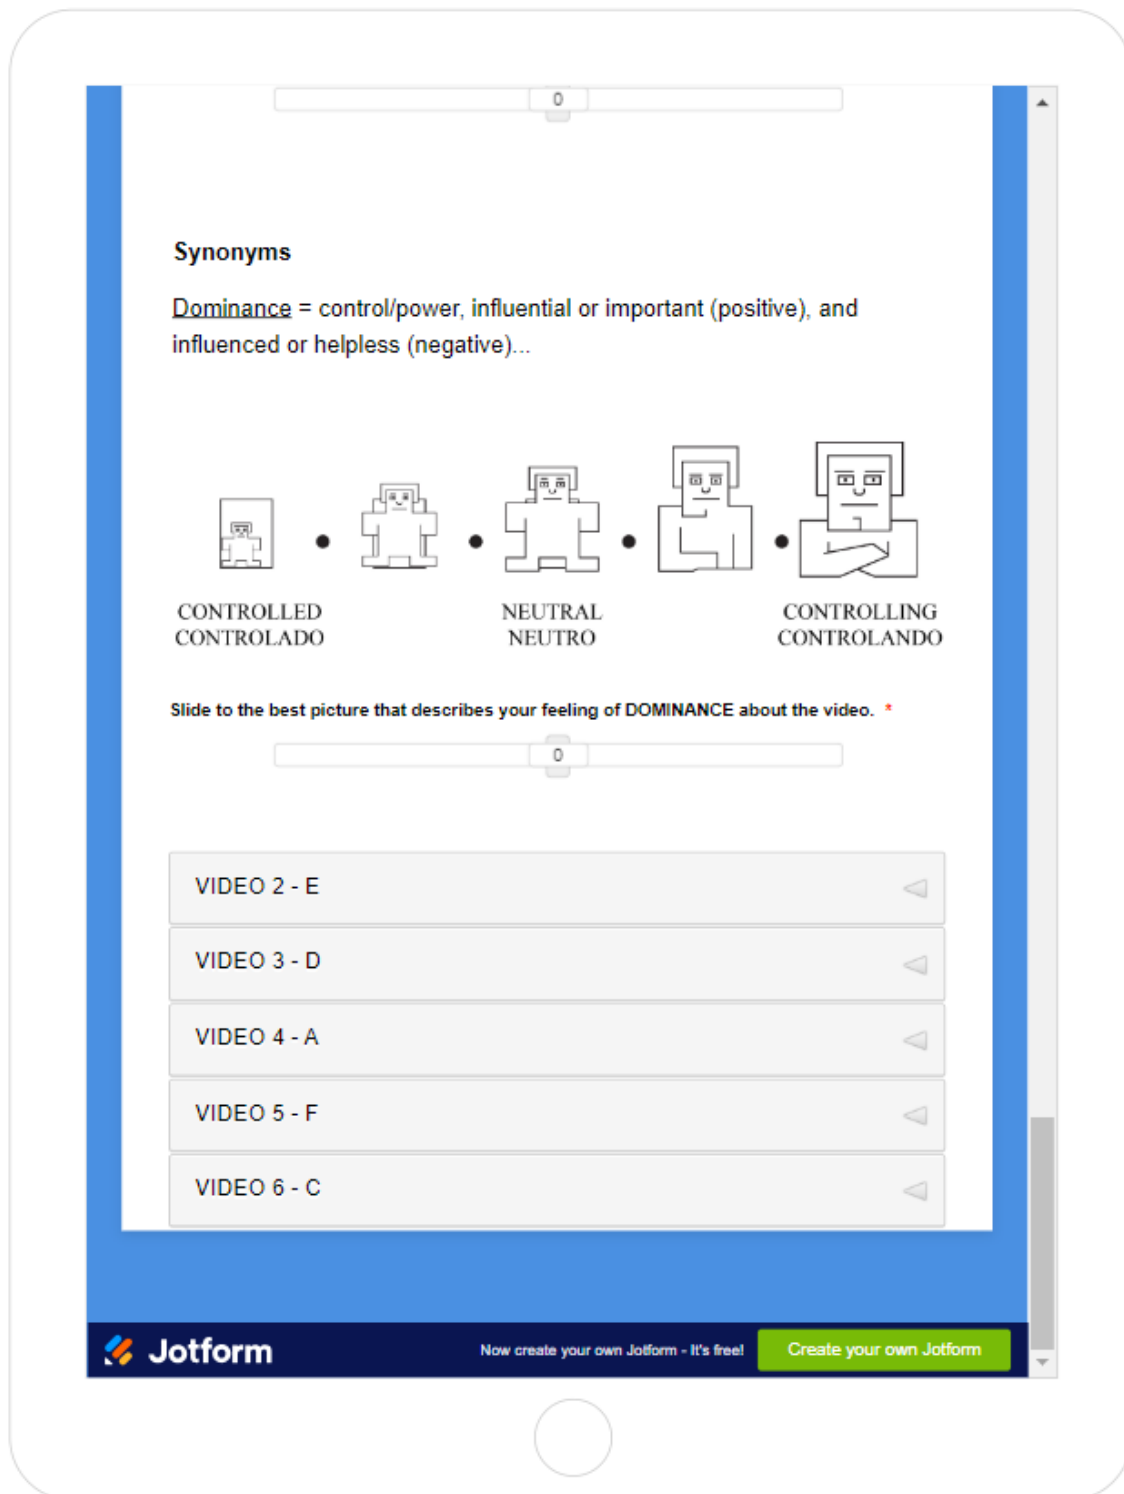 0
Synonyms
Dominance = control/power, influential or important (positive), and
influenced or helpless (negative)...
CONTROLLED NEUTRAL CONTROLLING
CONTROLADO NEUTRO CONTROLANDO
Slide to the best picture that describes your feeling of DOMINANCE about the video. *
0
VIDEO 2 - E
VIDEO 3 - D
VIDEO 4 - A
VIDEO 5 - F
VIDEO 6 - C
Jotform Now create your own Jotform - It's free! Create your own Jotform